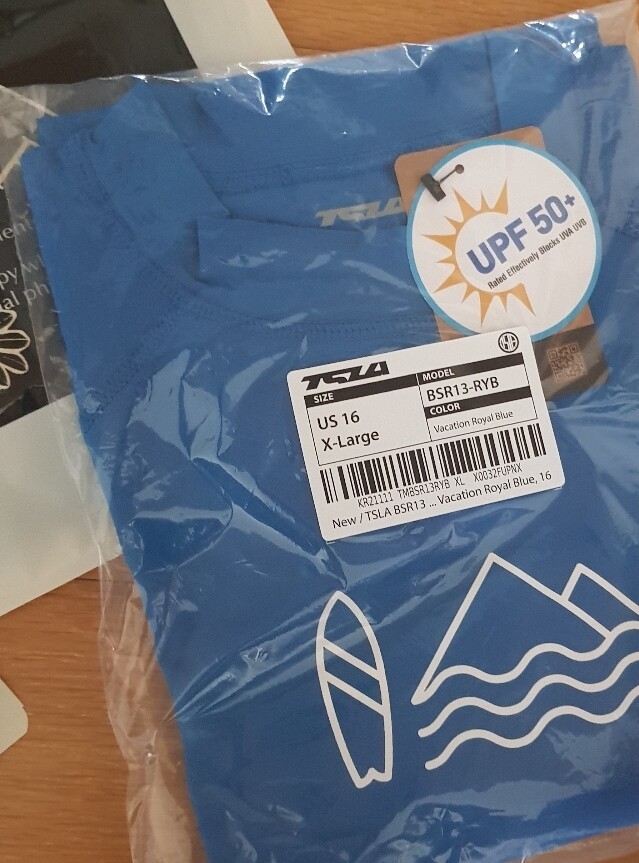 TSLA
UPF 50+
Rated Effectively Blocks UVA UVB
TSLA
SIZE
US 16
X-Large
MODEL
BSR13-RYB
COLOR
Vacation Royal Blue
KR21111 TMBSR13RYB XL X0032FUPNX
New / TSLA BSR13 ... Vacation Royal Blue, 16